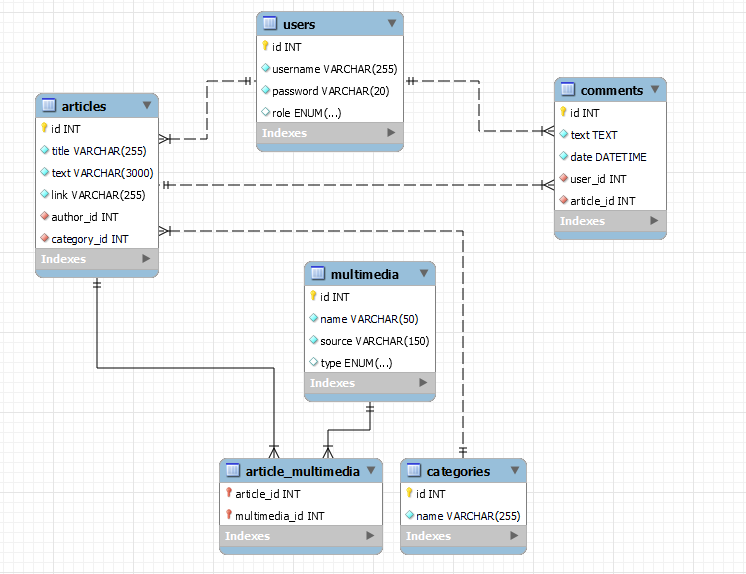 users
id INT
username VARCHAR(255)
password VARCHAR(20)
role ENUM(...)
Indexes
articles
id INT
title VARCHAR(255)
text VARCHAR(3000)
link VARCHAR(255)
author_id INT
category_id INT
Indexes
comments
id INT
text TEXT
date DATETIME
user_id INT
article_id INT
Indexes
multimedia
id INT
name VARCHAR(50)
source VARCHAR(150)
type ENUM(...)
Indexes
article_multimedia
article_id INT
multimedia_id INT
Indexes
categories
id INT
name VARCHAR(255)
Indexes